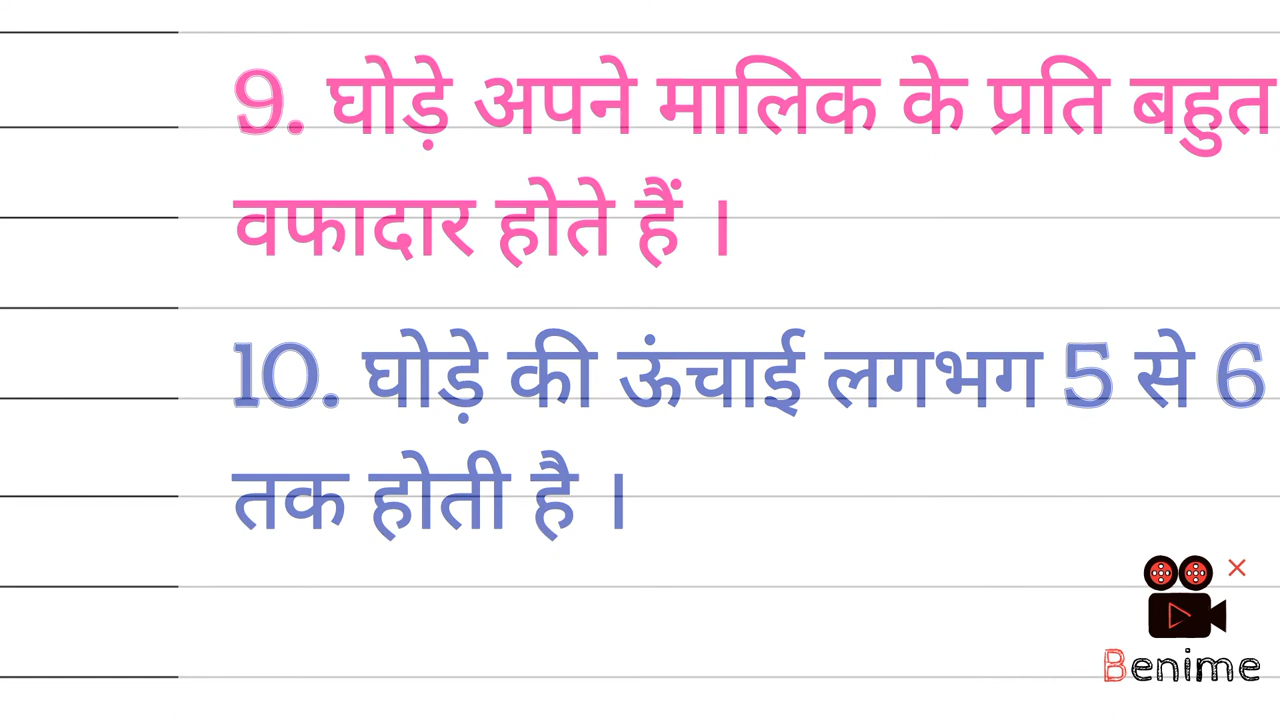 9. घोड़े अपने मालिक के प्रति बहुत
वफादार होते हैं ।
10. घोड़े की ऊंचाई लगभग 5 से 6
तक होती है ।
Benime